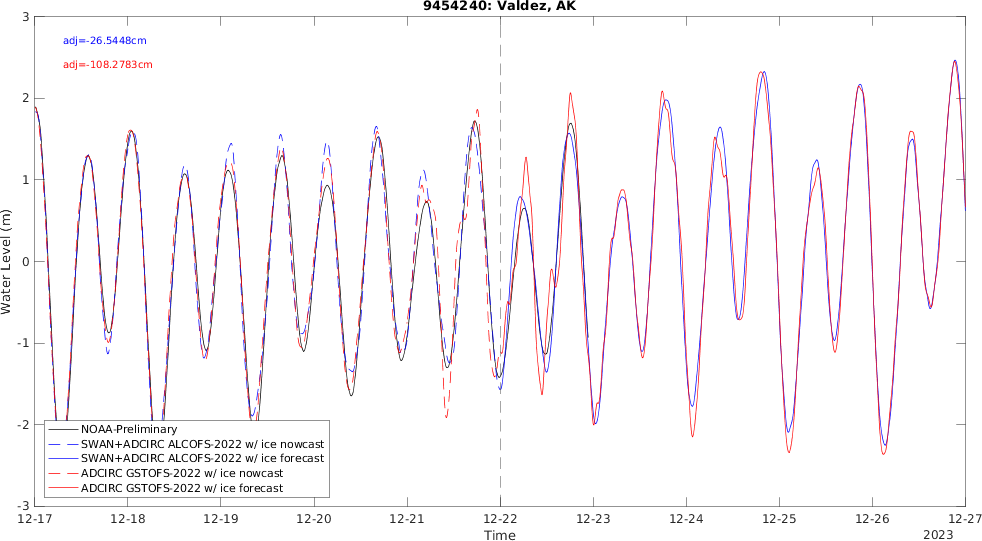 9454240: Valdez, AK
adj=-26.5448cm
adj=-108.2783cm
3
2
1
0
-1
-2
-3
Water Level (m)
NOAA-Preliminary
SWAN+ADCIRC ALCOFS-2022 w/ ice nowcast
SWAN+ADCIRC ALCOFS-2022 w/ ice forecast
ADCIRC GSTOFS-2022 w/ ice nowcast
ADCIRC GSTOFS-2022 w/ ice forecast
12-17 12-18 12-19 12-20 12-21 12-22 12-23 12-24 12-25 12-26 12-27
Time
2023